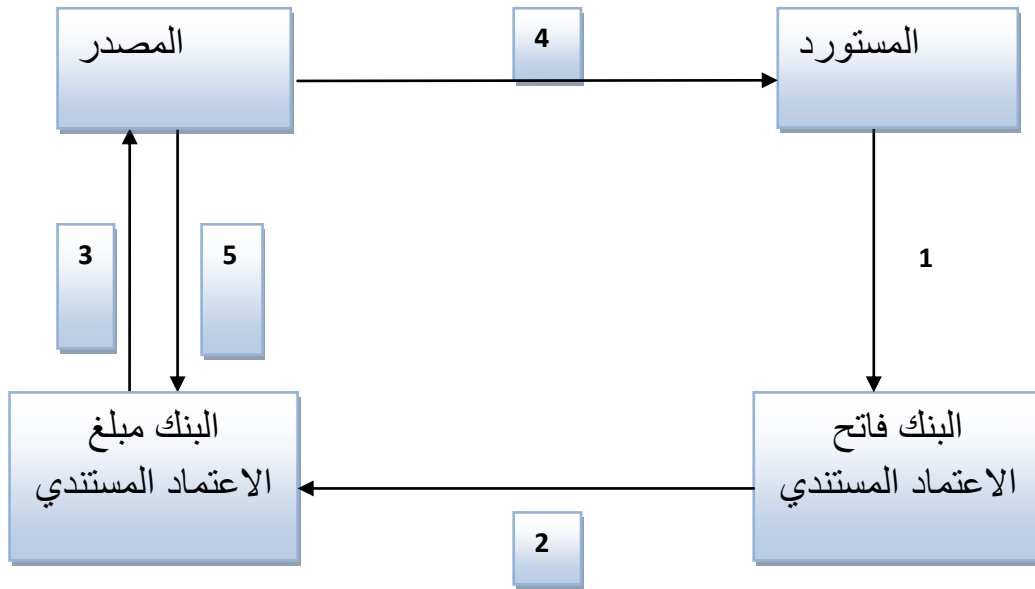 المستورد
4
المصدر
1
5
3
البنك فاتح
الاعتماد المستندي
البنك مبلغ
الاعتماد المستندي
2